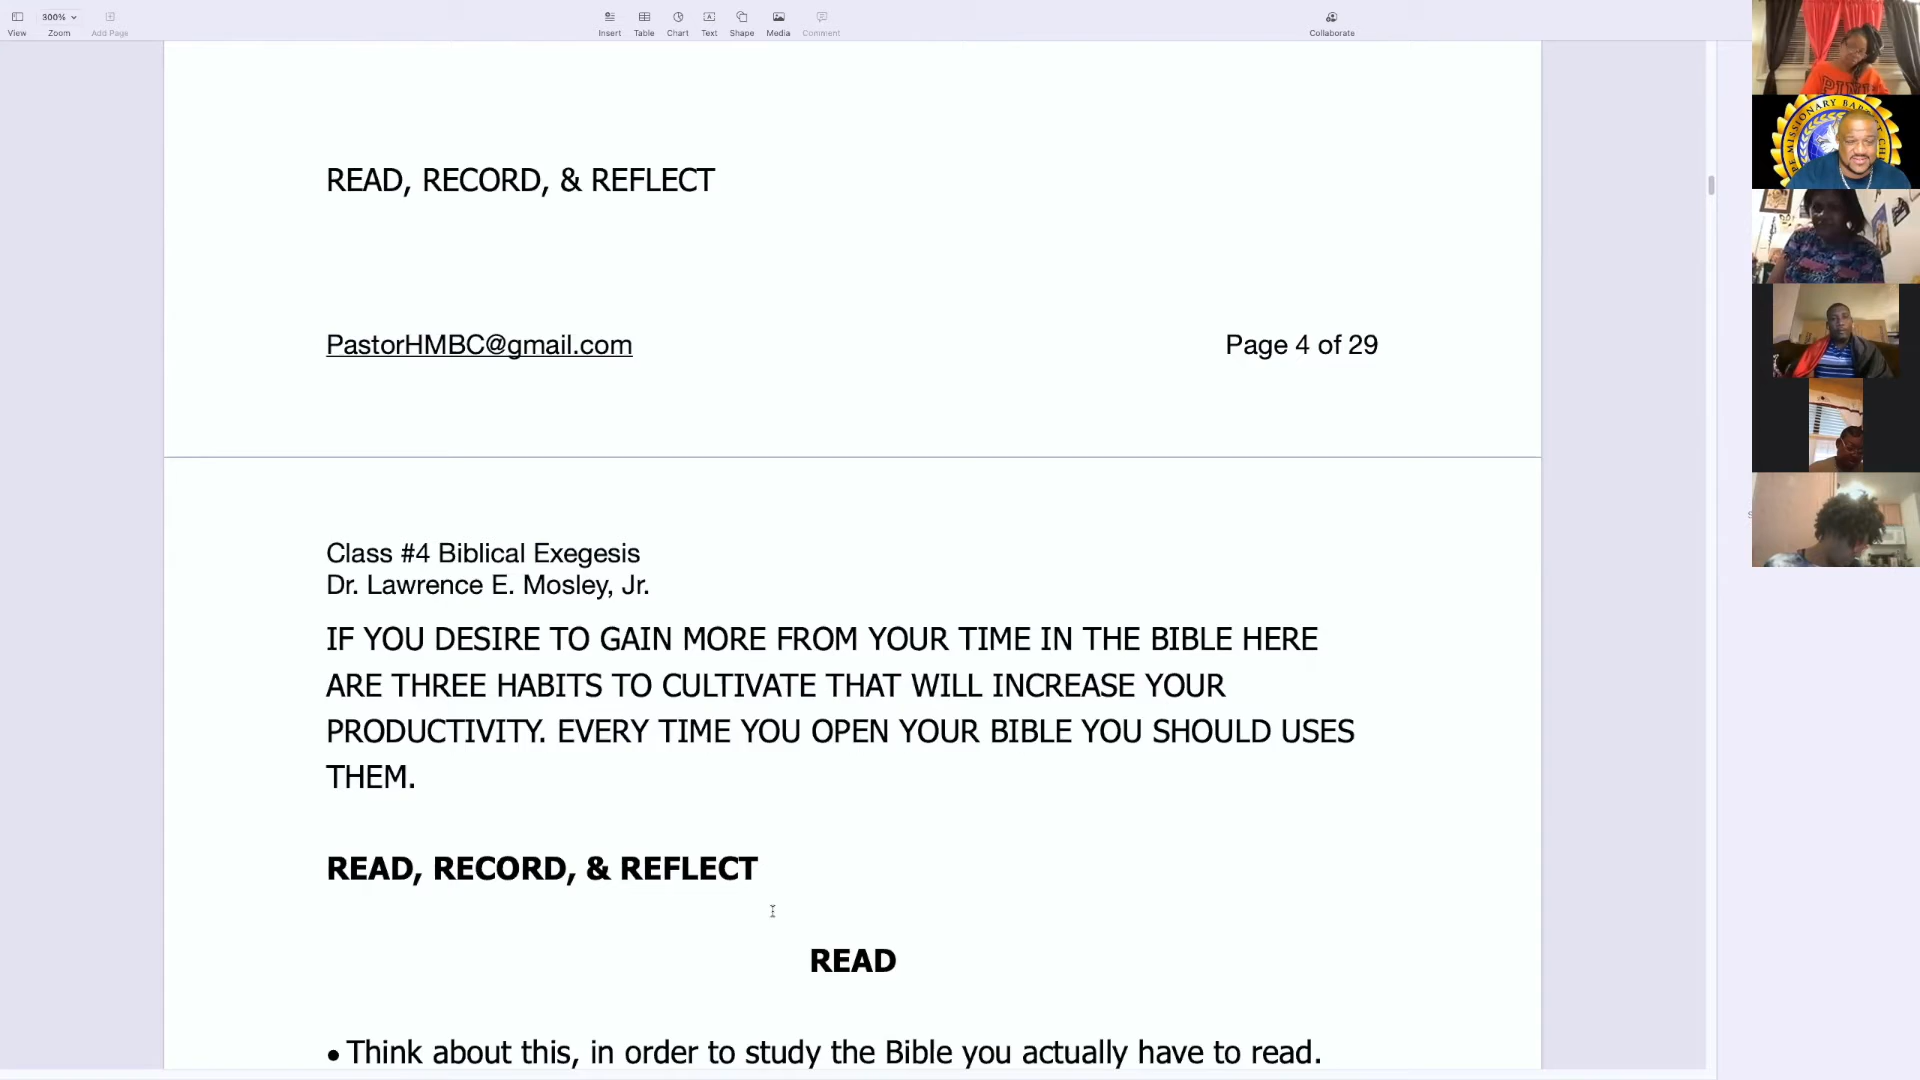 300%
View
Zoom
Add Page
Insert
Table
Chart
Text
Shape
Media
Comment
Collaborate
READ, RECORD, & REFLECT
PastorHMBC@gmail.com
Page 4 of 29
Class #4 Biblical Exegesis
Dr. Lawrence E. Mosley, Jr.
IF YOU DESIRE TO GAIN MORE FROM YOUR TIME IN THE BIBLE HERE
ARE THREE HABITS TO CULTIVATE THAT WILL INCREASE YOUR
PRODUCTIVITY. EVERY TIME YOU OPEN YOUR BIBLE YOU SHOULD USES
THEM.
READ, RECORD, & REFLECT
READ
• Think about this, in order to study the Bible you actually have to read.
MISSIONARY